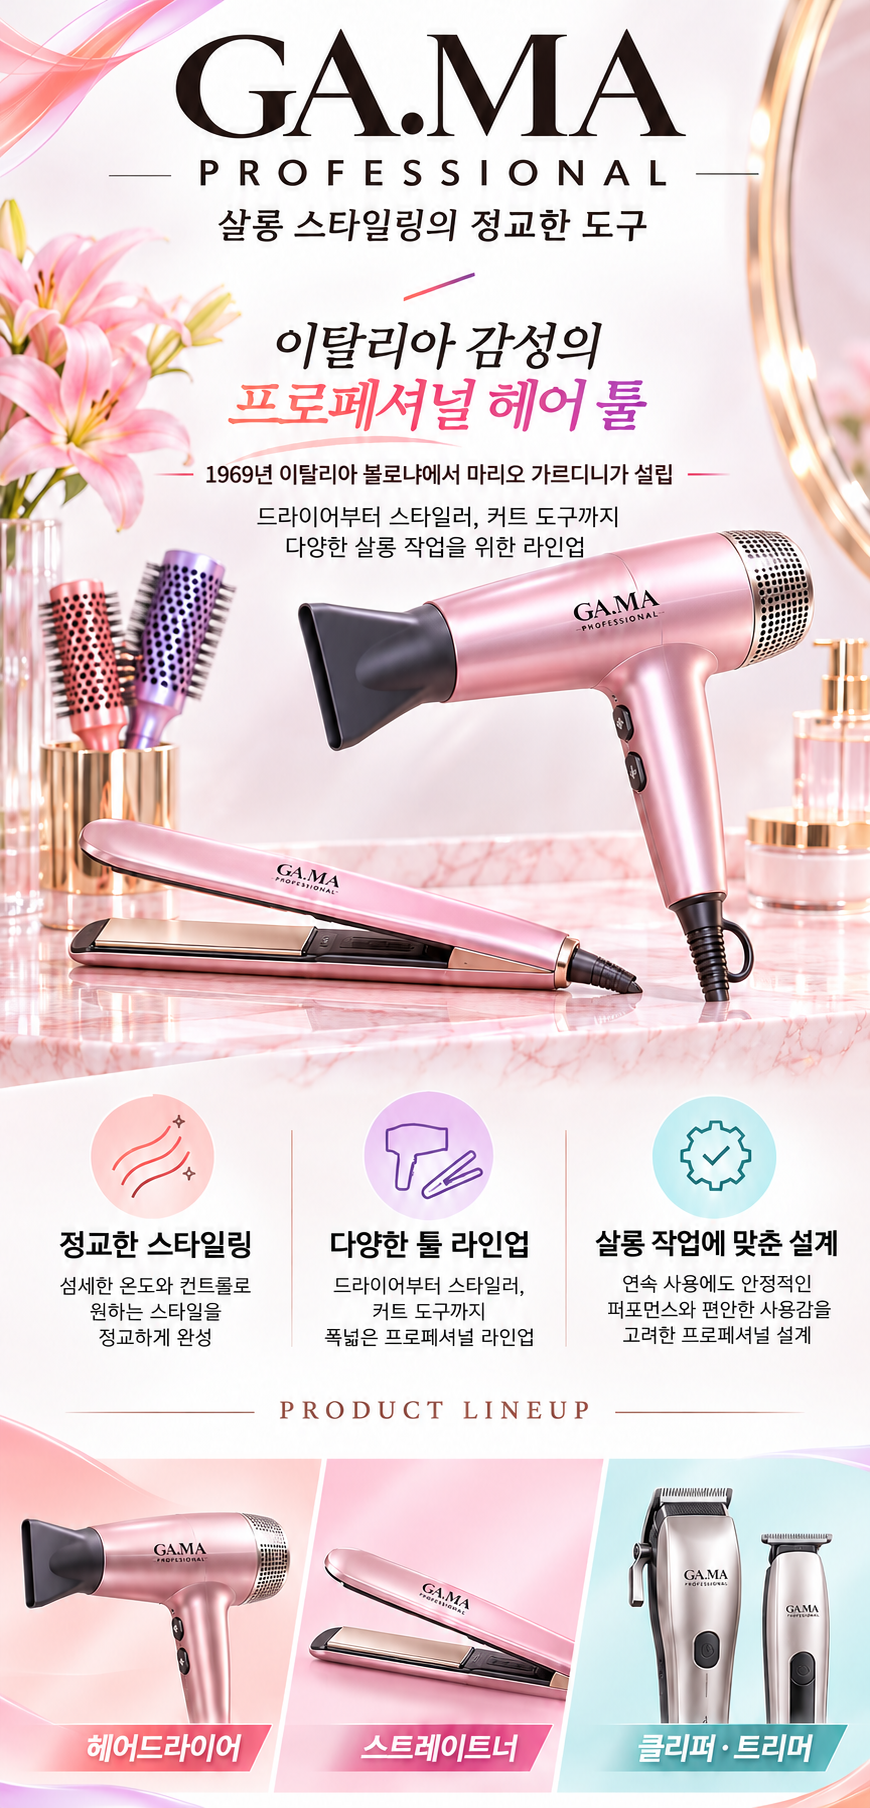 GA.MA
PROFESSIONAL
살롱 스타일링의 정교한 도구
이탈리아 감성의
프로페셔널 헤어 툴
1969년 이탈리아 볼로냐에서 마리오 가르디니가 설립
드라이어부터 스타일러, 커트 도구까지
다양한 살롱 작업을 위한 라인업
GA.MA
PROFESSIONAL
GA.MA
PROFESSIONAL
정교한 스타일링
섬세한 온도와 컨트롤로
원하는 스타일을
정교하게 완성
다양한 툴 라인업
드라이어부터 스타일러,
커트 도구까지
폭넓은 프로페셔널 라인업
살롱 작업에 맞춘 설계
연속 사용에도 안정적인
퍼포먼스와 편안한 사용감을
고려한 프로페셔널 설계
PRODUCT LINEUP
GA.MA
PROFESIONAL
GA.MA
PROFESSIONAL
GA.MA
PROFESSIONAL
GA.MA
PROFESSIONAL
헤어드라이어
스트레이트너
클리퍼 · 트리머